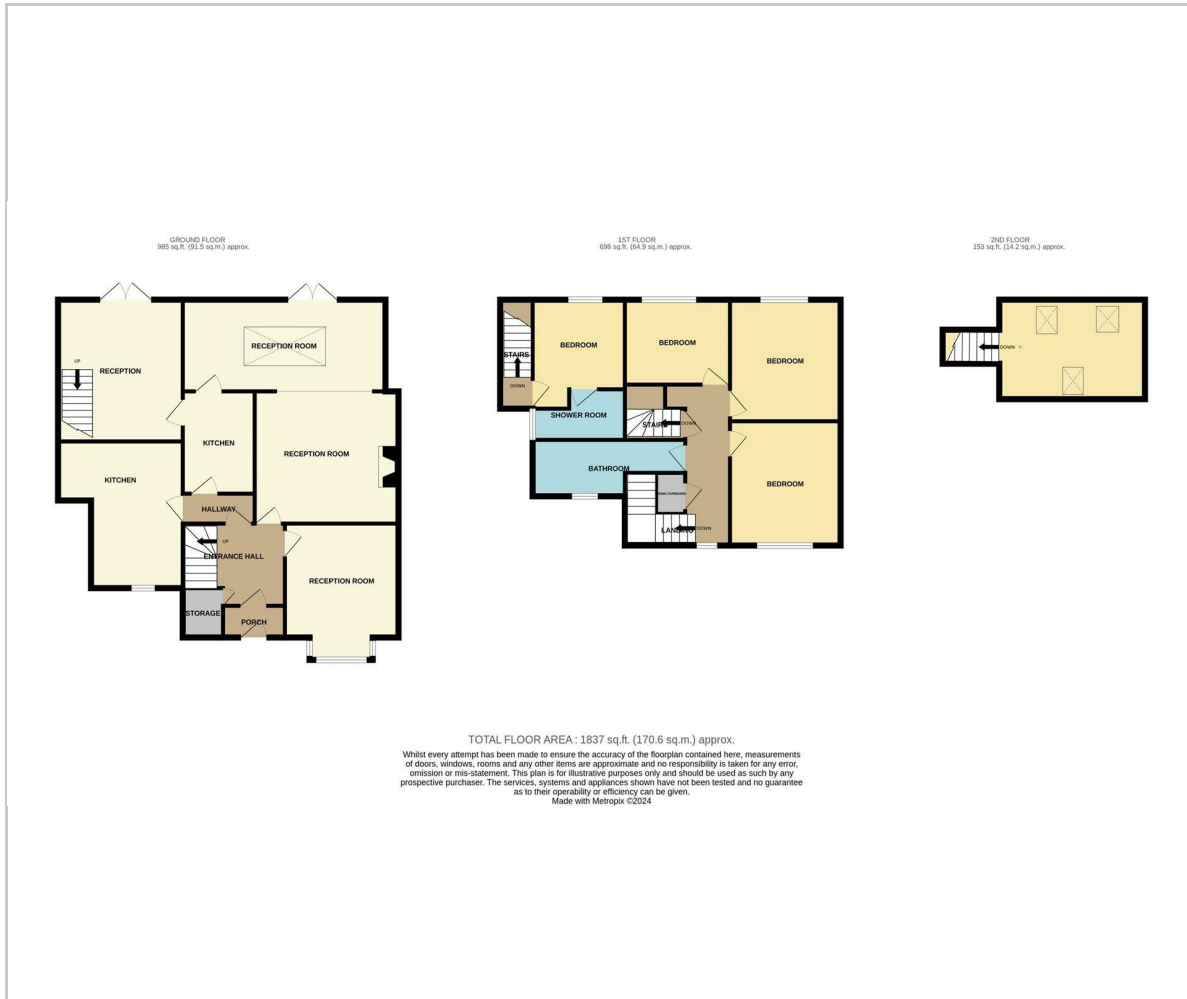 GROUND FLOOR
985 sq.ft. (91.5 sq.m.) approx.
RECEPTION ROOM
UP
RECEPTION
KITCHEN
RECEPTION ROOM
KITCHEN
HALLWAY
UP
ENTRANCE HALL
RECEPTION ROOM
STORAGE
PORCH
1ST FLOOR
698 sq.ft. (64.9 sq.m.) approx.
BEDROOM
BEDROOM
STAIRS
BEDROOM
DOWN
SHOWER ROOM
STAIRS
DOWN
BATHROOM
BEDROOM
CUPBOARD
LANDING
DOWN
2ND FLOOR
153 sq.ft. (14.2 sq.m.) approx.
DOWN
TOTAL FLOOR AREA : 1837 sq.ft. (170.6 sq.m.) approx.
Whilst every attempt has been made to ensure the accuracy of the floorplan contained here, measurements
of doors, windows, rooms and any other items are approximate and no responsibility is taken for any error,
omission or mis-statement. This plan is for illustrative purposes only and should be used as such by any
prospective purchaser. The services, systems and appliances shown have not been tested and no guarantee
as to their operability or efficiency can be given.
Made with Metropix ©2024